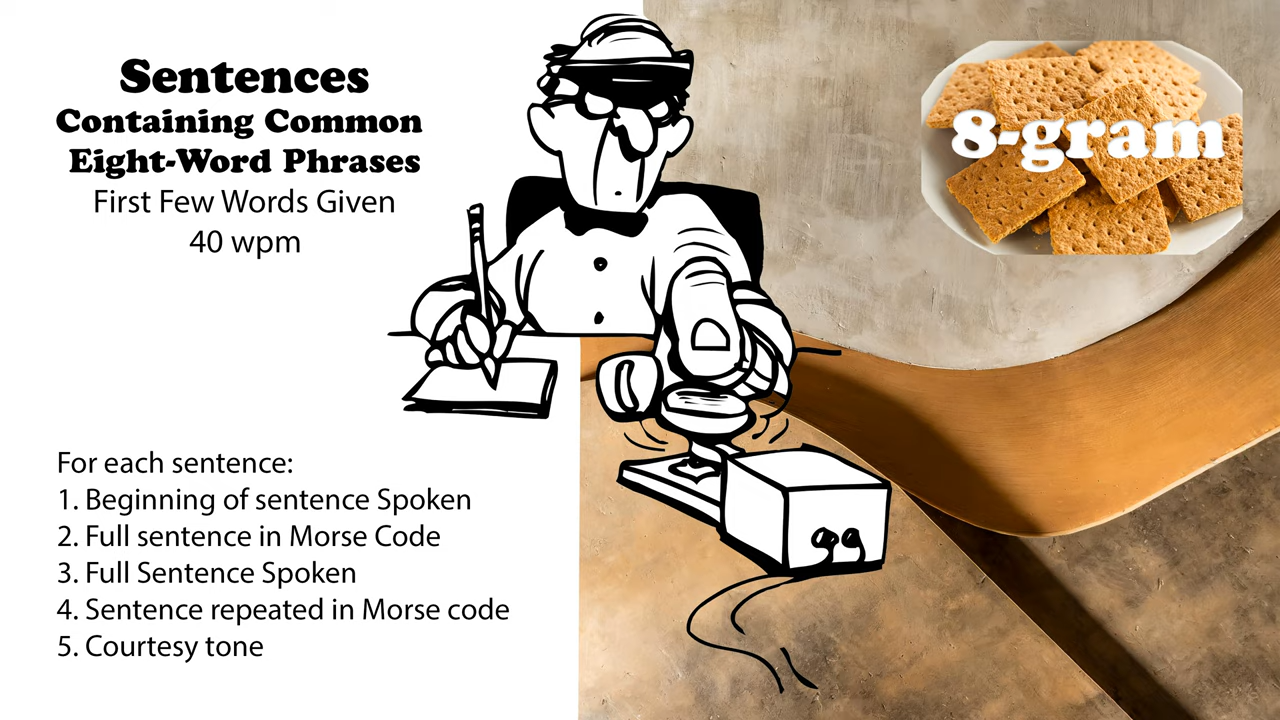 Sentences
Containing Common
Eight-Word Phrases
First Few Words Given
40 wpm
8-gram
For each sentence:
1. Beginning of sentence Spoken
2. Full sentence in Morse Code
3. Full Sentence Spoken
4. Sentence repeated in Morse code
5. Courtesy tone